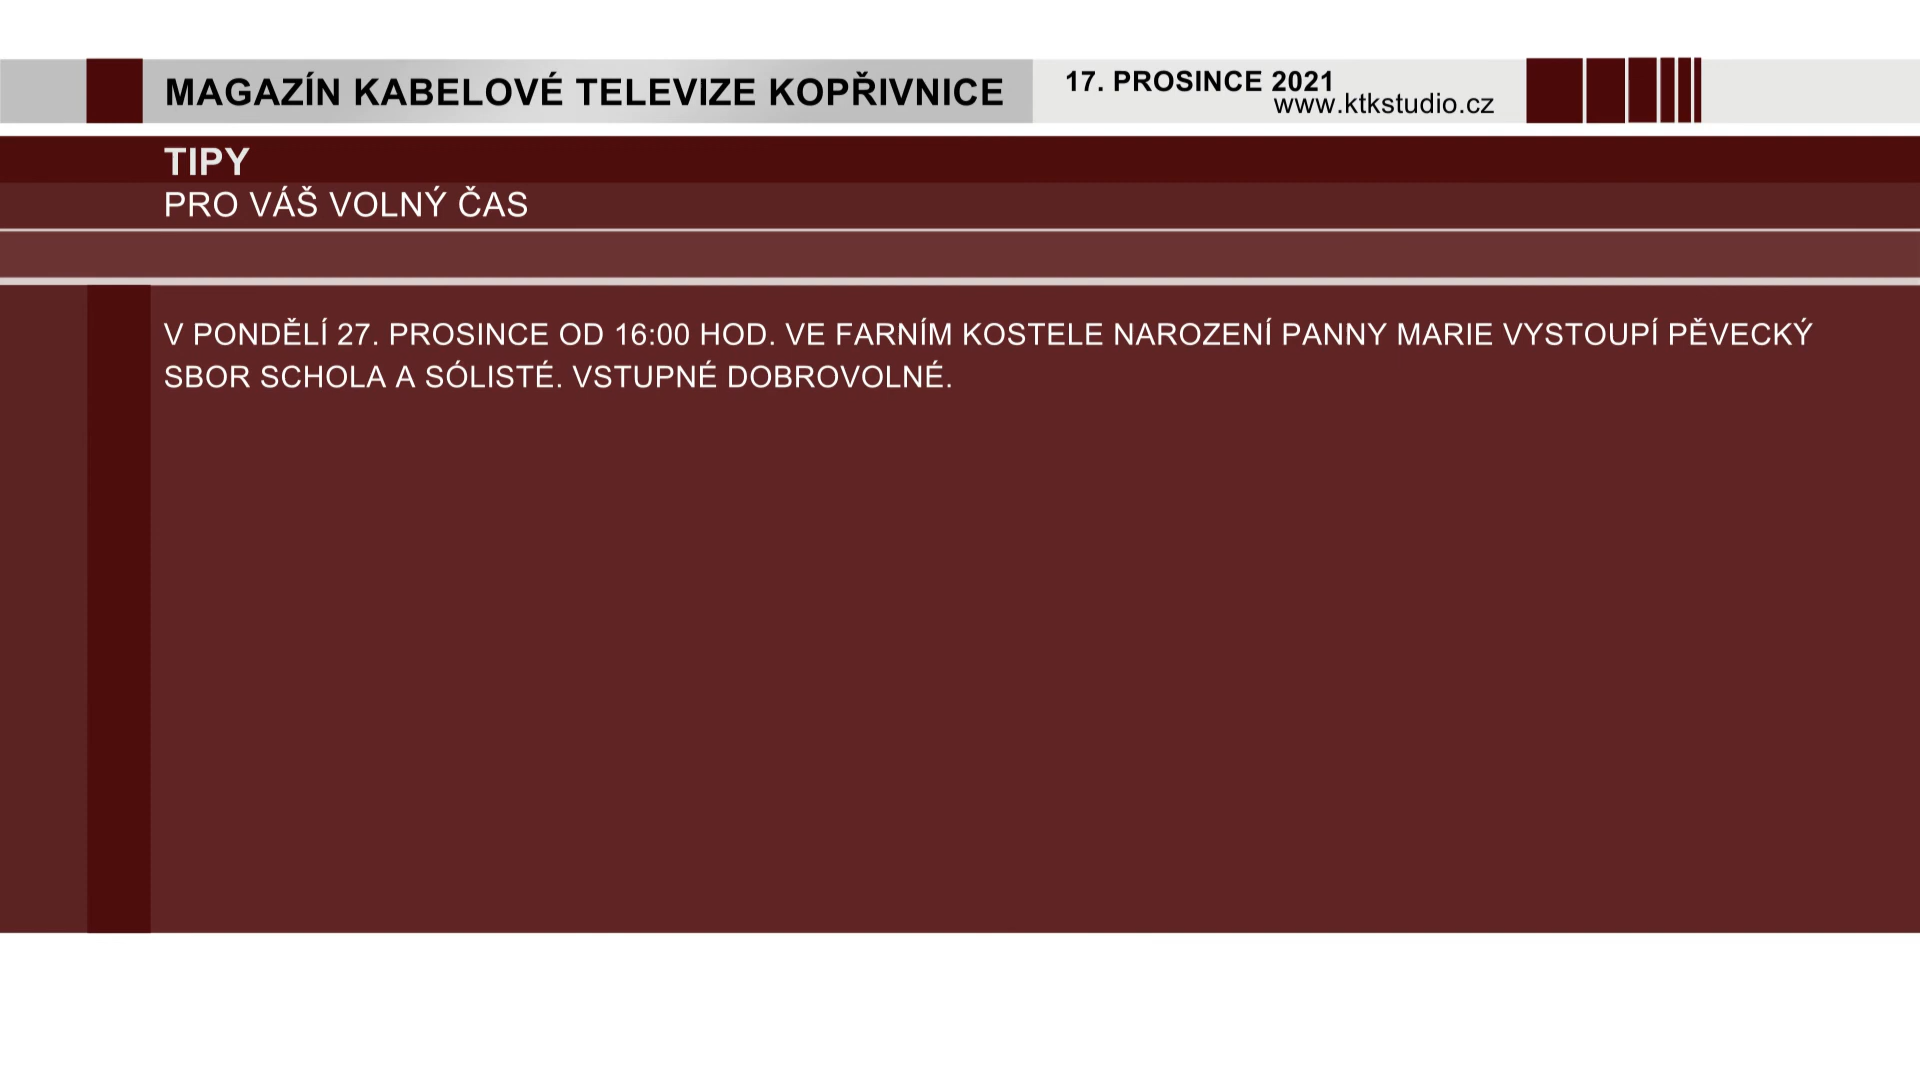 MAGAZÍN KABELOVÉ TELEVIZE KOPŘIVNICE
17. PROSINCE 2021
www.ktkstudio.cz
TIPY
PRO VÁŠ VOLNÝ ČAS
V PONDĚLÍ 27. PROSINCE OD 16:00 HOD. VE FARNÍM KOSTELE NAROZENÍ PANNY MARIE VYSTOUPÍ PĚVECKÝ
SBOR SCHOLA A SÓLISTÉ. VSTUPNÉ DOBROVOLNÉ.